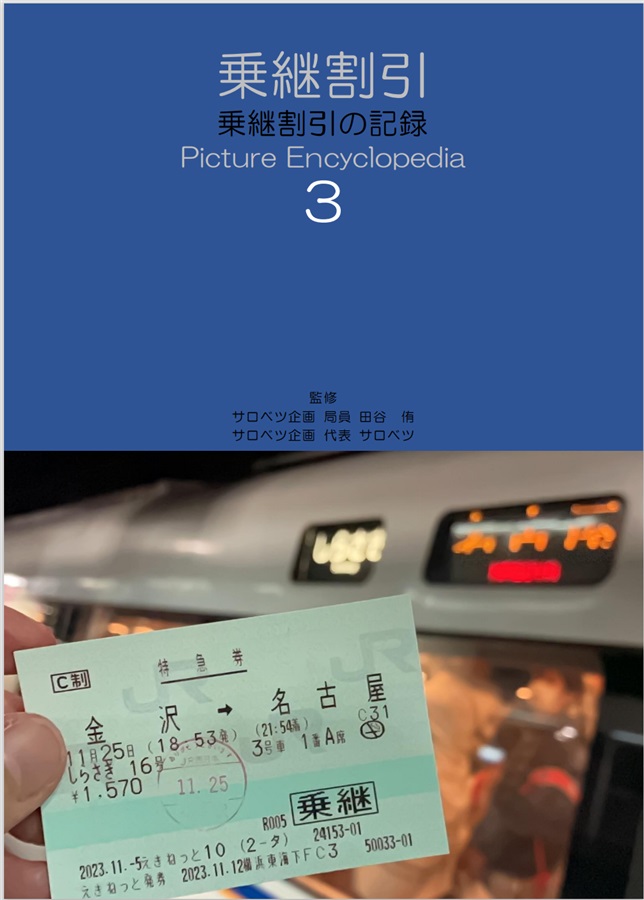 乗継割引
乗継割引の記録
Picture Encyclopedia
3
監修
サロベツ企画 局員 田谷 侑
サロベツ企画 代表 サロベツ
C制
特急券
金沢 → 名古屋
11月25日 (18:53発) (21:54着) C31
しらさぎ 16号 3号車 1番A席
¥1.570
11.25
乗継
R005
2023.11.-5えきねっと10 (2-タ) 24153-01
えきねっと発券 2023.11.12横浜東海下FC3 50033-01